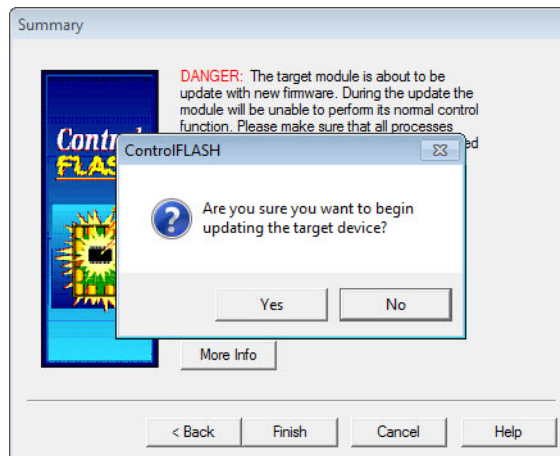 Summary
DANGER: The target module is about to be
update with new firmware. During the update the
module will be unable to perform its normal control
function. Please make sure that all processes
ControlFLASH
Are you sure you want to begin
updating the target device?
Yes
No
More Info
< Back
Finish
Cancel
Help